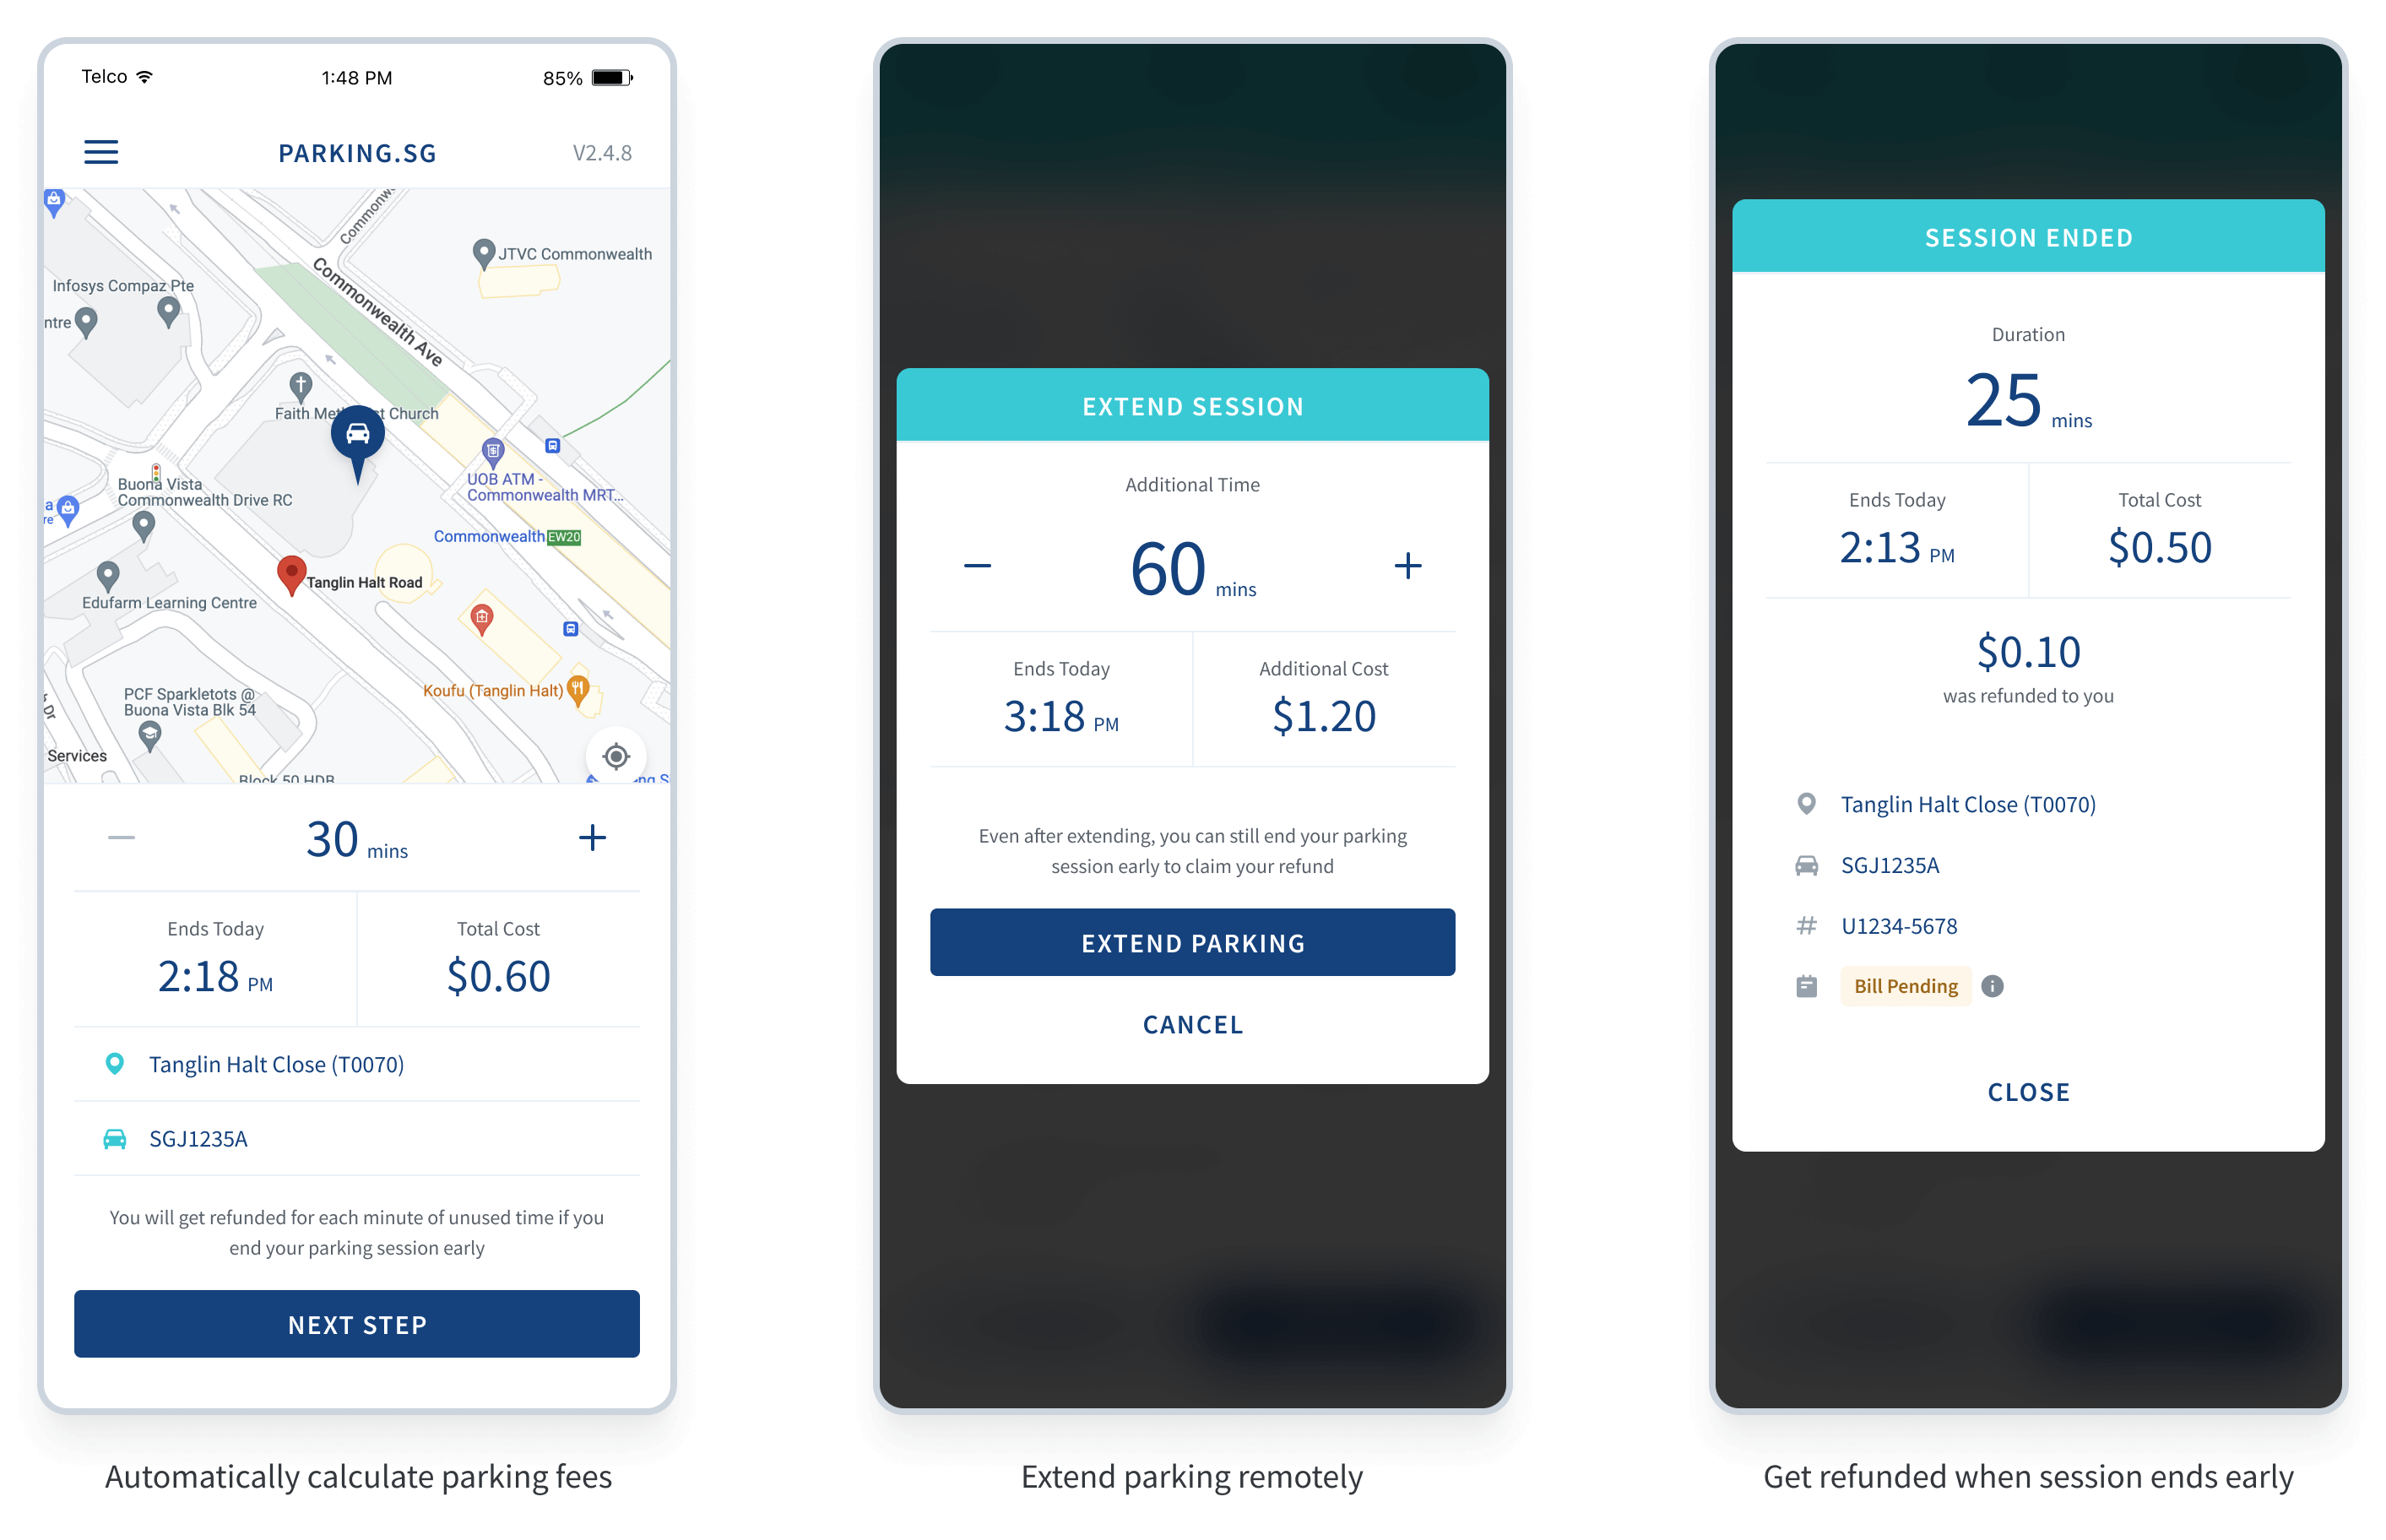 Telco
1:48 PM
85%
PARKING.SG
V2.4.8
JTVC Commonwealth
Infosys Compaz Pte
ntre
Commonwealth Ave
Faith Met st Church
UOB ATM -
Commonwealth MRT...
Buona Vista
Commonwealth Drive RC
Commonwealth EW20
Tanglin Halt Road
Edufarm Learning Centre
Koufu (Tanglin Halt)
PCF Sparkletots @
Buona Vista Blk 54
Dr
Services
Block 50 HDB
30 mins
Ends Today
2:18 PM
Total Cost
$0.60
Tanglin Halt Close (T0070)
SGJ1235A
You will get refunded for each minute of unused time if you
end your parking session early
NEXT STEP
Automatically calculate parking fees
EXTEND SESSION
Additional Time
60 mins
Ends Today
3:18 PM
Additional Cost
$1.20
Even after extending, you can still end your parking
session early to claim your refund
EXTEND PARKING
CANCEL
Extend parking remotely
SESSION ENDED
Duration
25 mins
Ends Today
2:13 PM
Total Cost
$0.50
$0.10
was refunded to you
Tanglin Halt Close (T0070)
SGJ1235A
U1234-5678
Bill Pending
CLOSE
Get refunded when session ends early